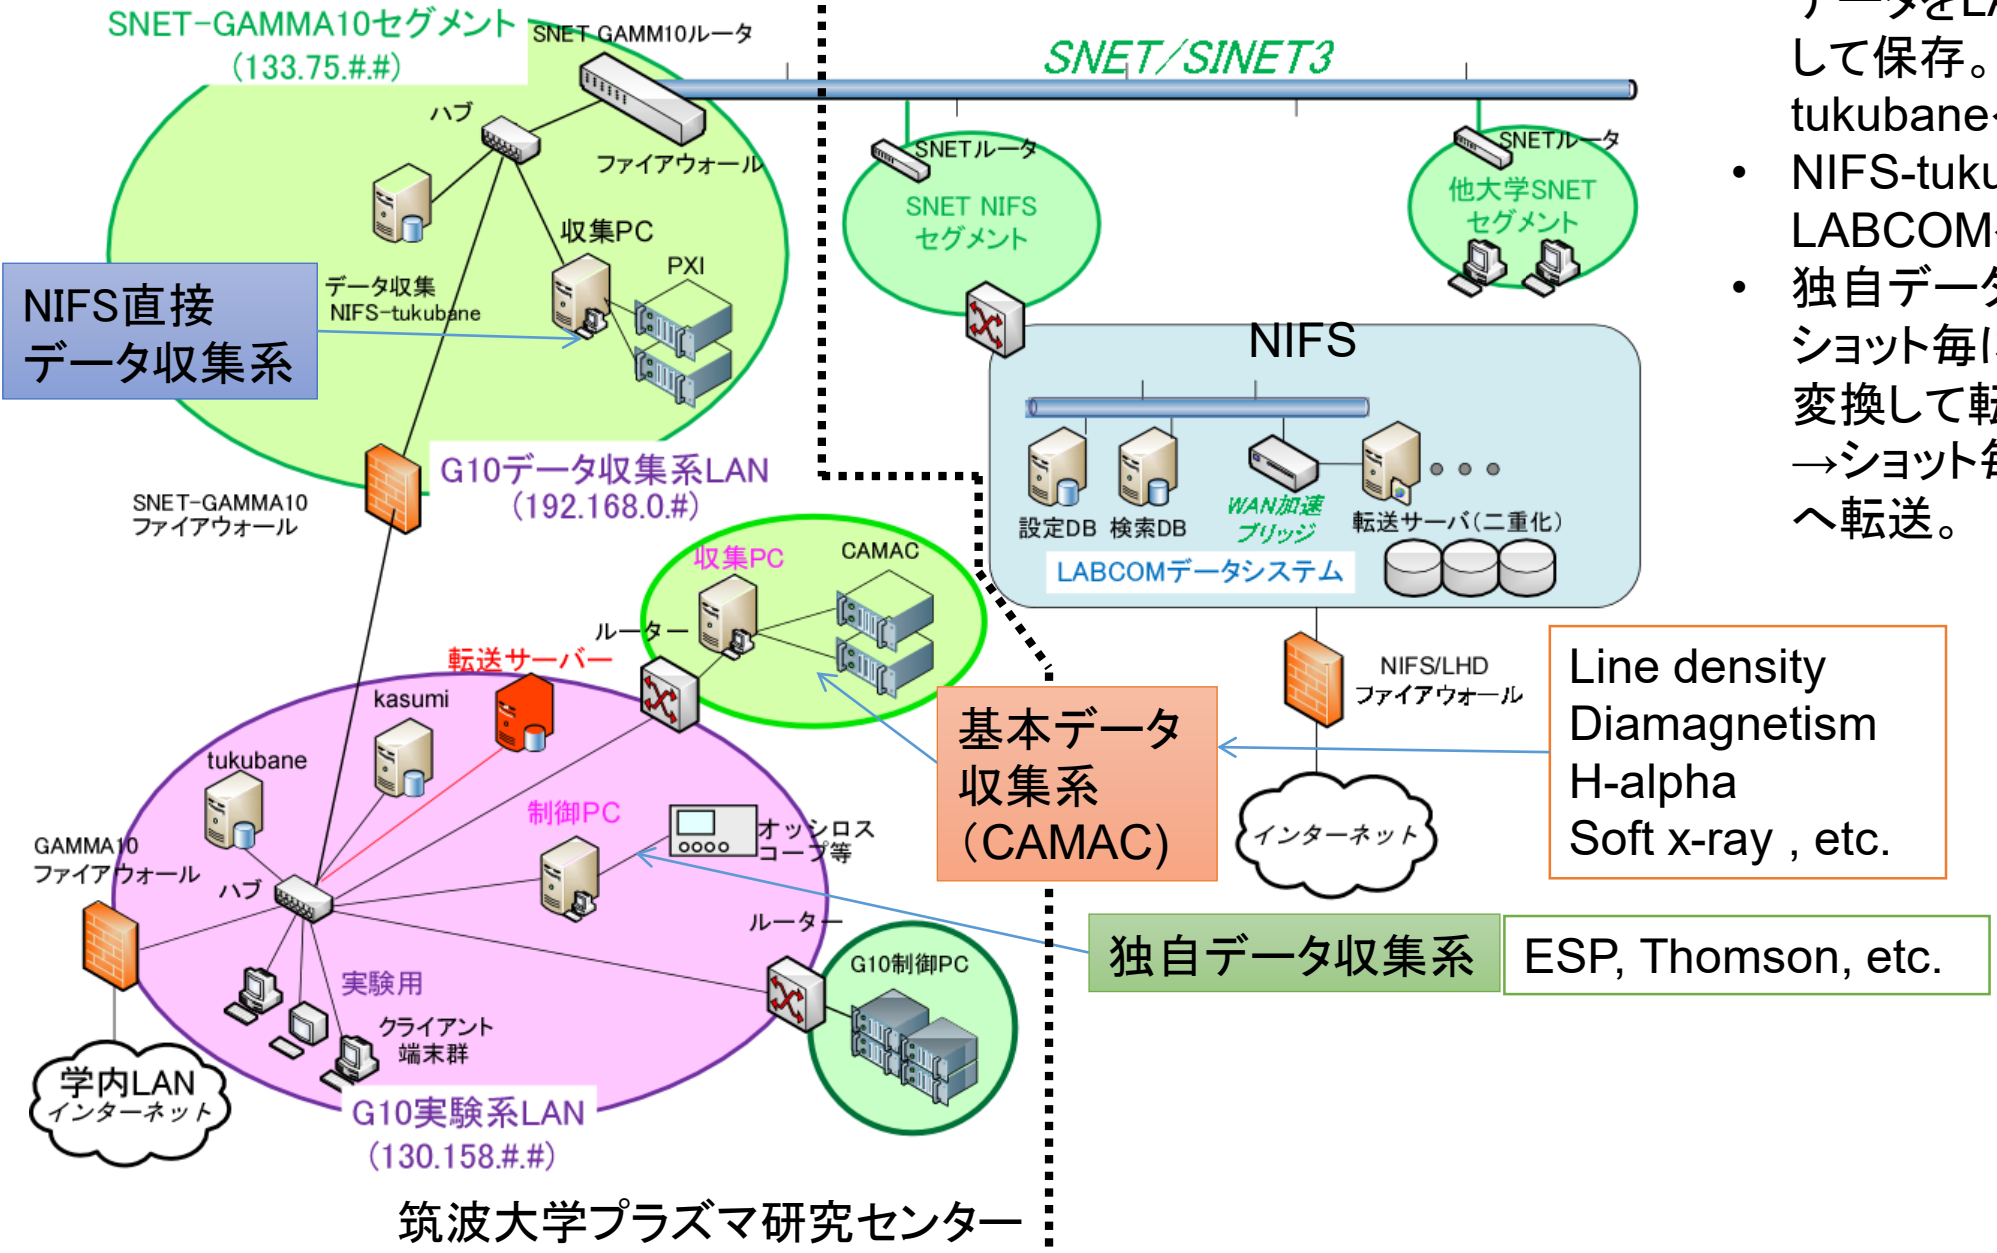 SNET-GAMMA10セグメント
(133.75.#.#)
SNET GAMM10ルータ
ハブ
ファイアウォール
収集PC
PXI
データ収集
NIFS-tukubane
NIFS直接
データ収集系
SNET/SINET3
SNETルータ
SNET NIFS
セグメント
SNETルータ
他大学SNET
セグメント
NIFS
設定DB
検索DB
WAN加速
ブリッジ
転送サーバ(二重化)
LABCOMデータシステム
NIFS/LHD
ファイアウォール
インターネット
SNET-GAMMA10
ファイアウォール
G10データ収集系LAN
(192.168.0.#)
収集PC
CAMAC
ルーター
転送サーバー
kasumi
tukubane
制御PC
オッシロス
コープ等
GAMMA10
ファイアウォール
ハブ
ルーター
G10制御PC
実験用
クライアント
端末群
学内LAN
インターネット
G10実験系LAN
(130.158.#.#)
筑波大学プラズマ研究センター
基本データ
収集系
(CAMAC)
Line density
Diamagnetism
H-alpha
Soft x-ray , etc.
独自データ収集系
ESP, Thomson, etc.
データをLA
して保存。
tukubane
• NIFS-tuku
LABCOM
• 独自データ
ショット毎に
変換して転
→ショット毎
へ転送。